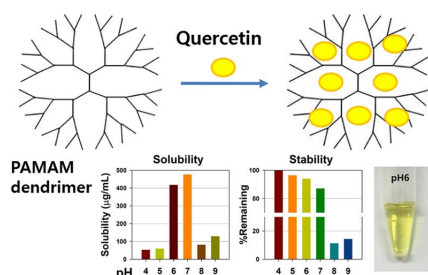 Quercetin
PAMAM
dendrimer
Solubility
Solubility (μg/mL)
500
400
300
200
100
0
pH 4 5 6 7 8 9
Stability
%Remaining
100
80
60
20
0
4 5 6 7 8 9
pH6